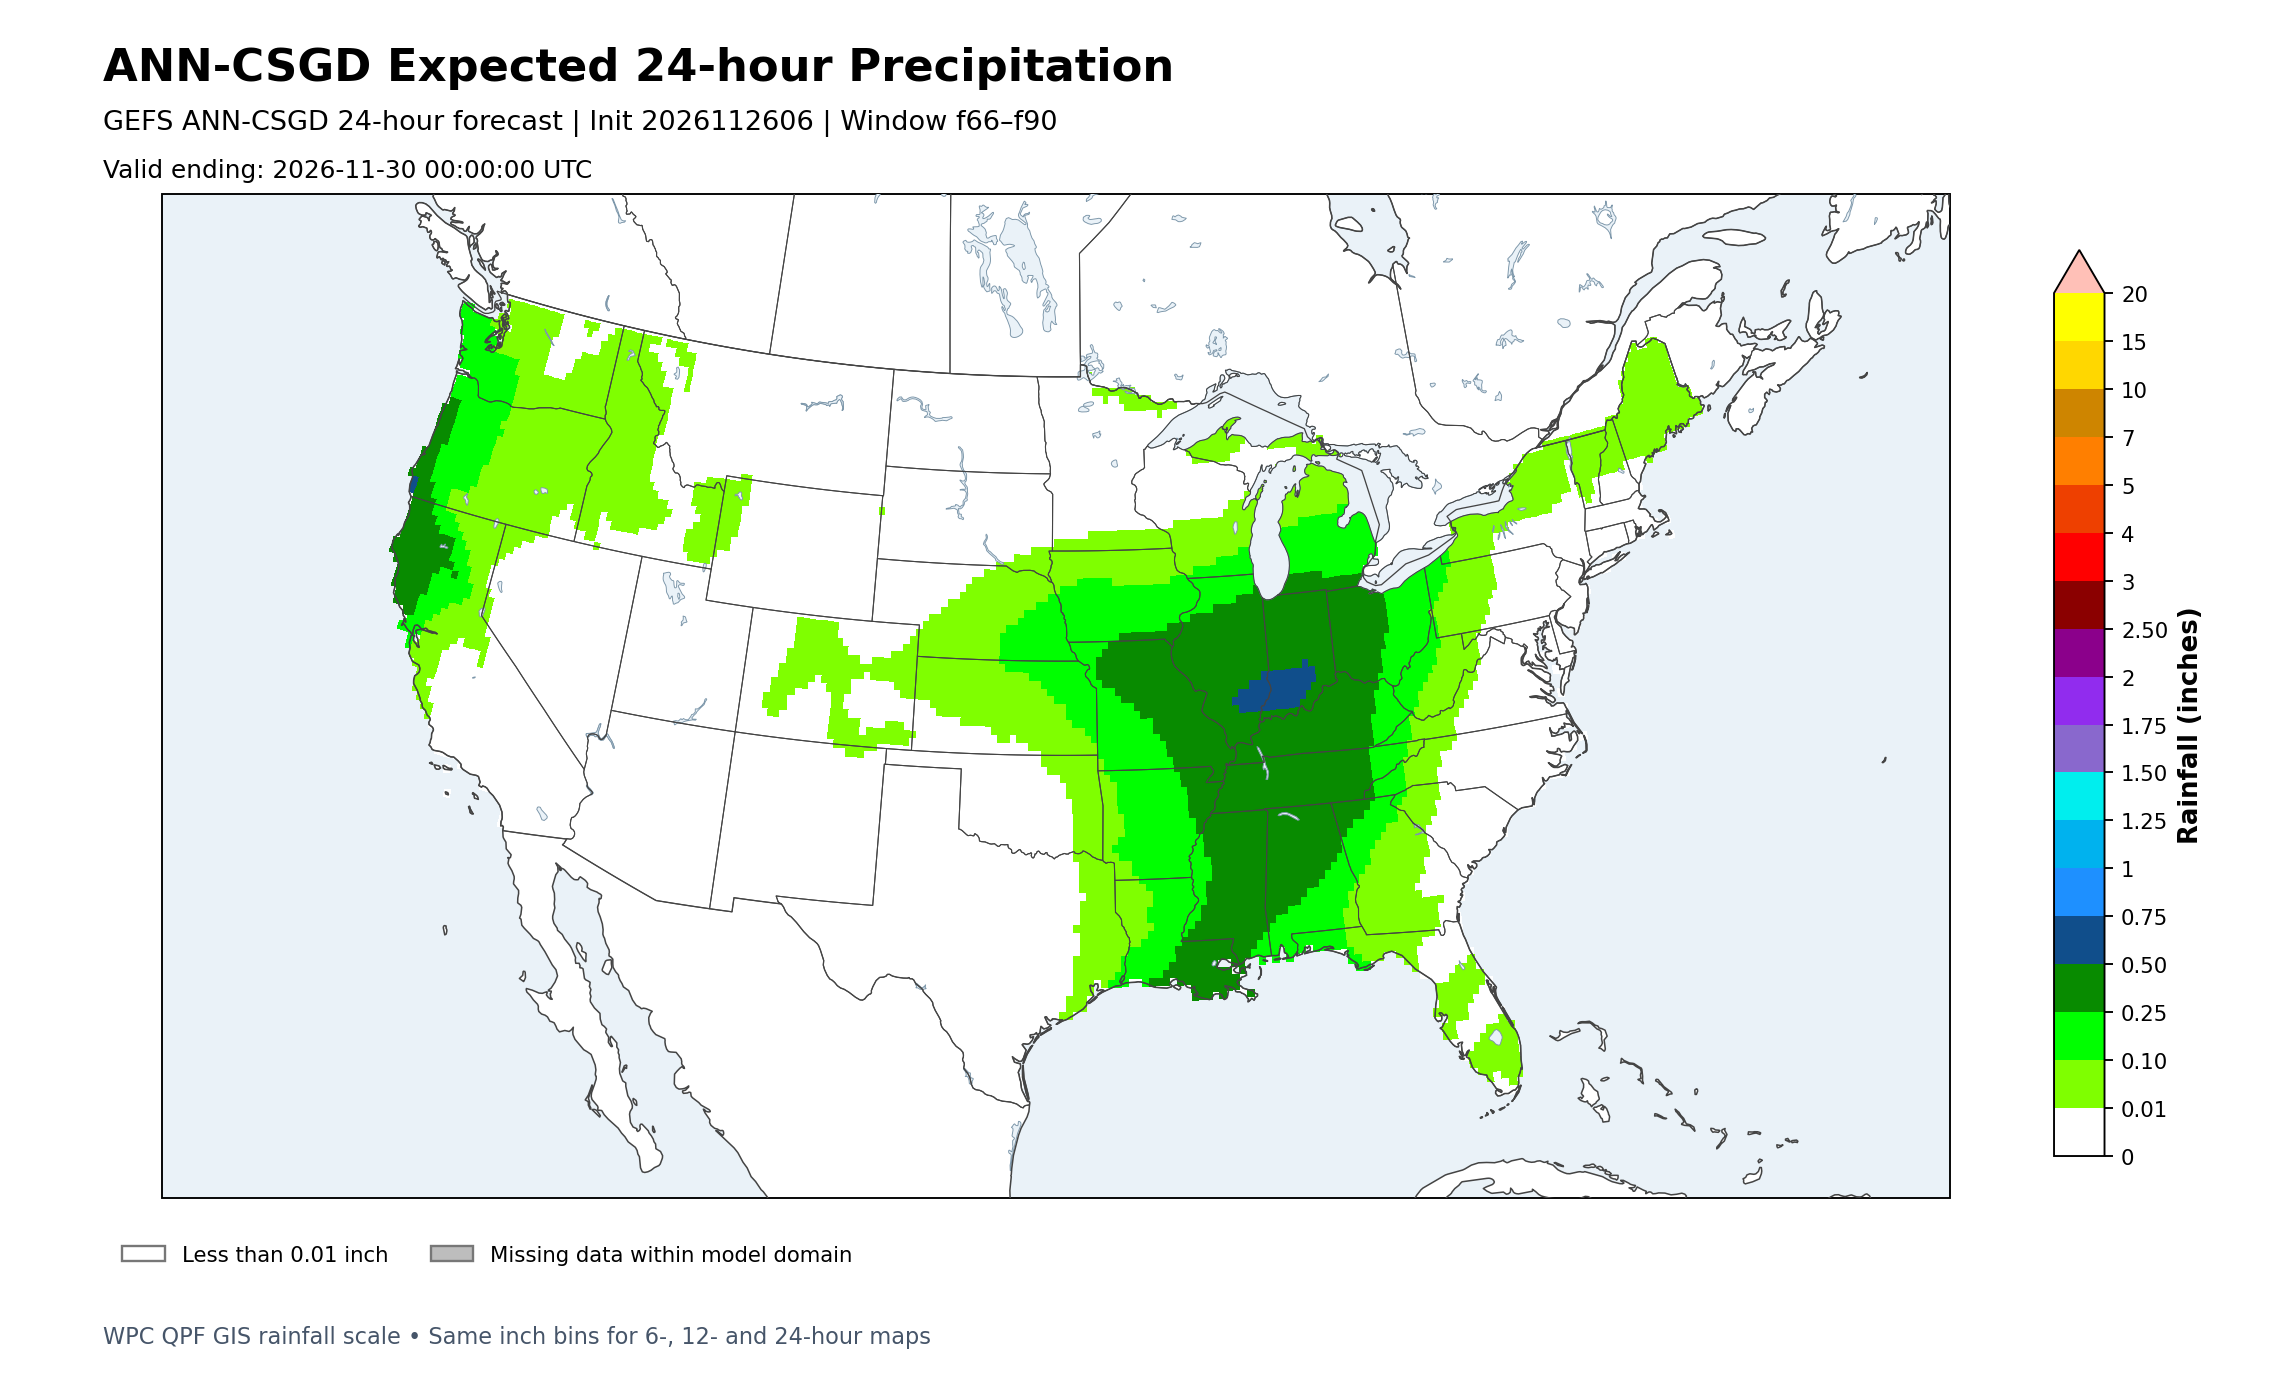 ANN-CSGD Expected 24-hour Precipitation
GEFS ANN-CSGD 24-hour forecast | Init 2026112606 | Window f66–f90
Valid ending: 2026-11-30 00:00:00 UTC
20
15
10
7
5
4
3
2.50
2
1.75
1.50
1.25
1
0.75
0.50
0.25
0.10
0.01
0
Rainfall (inches)
Less than 0.01 inch
Missing data within model domain
WPC QPF GIS rainfall scale • Same inch bins for 6-, 12- and 24-hour maps